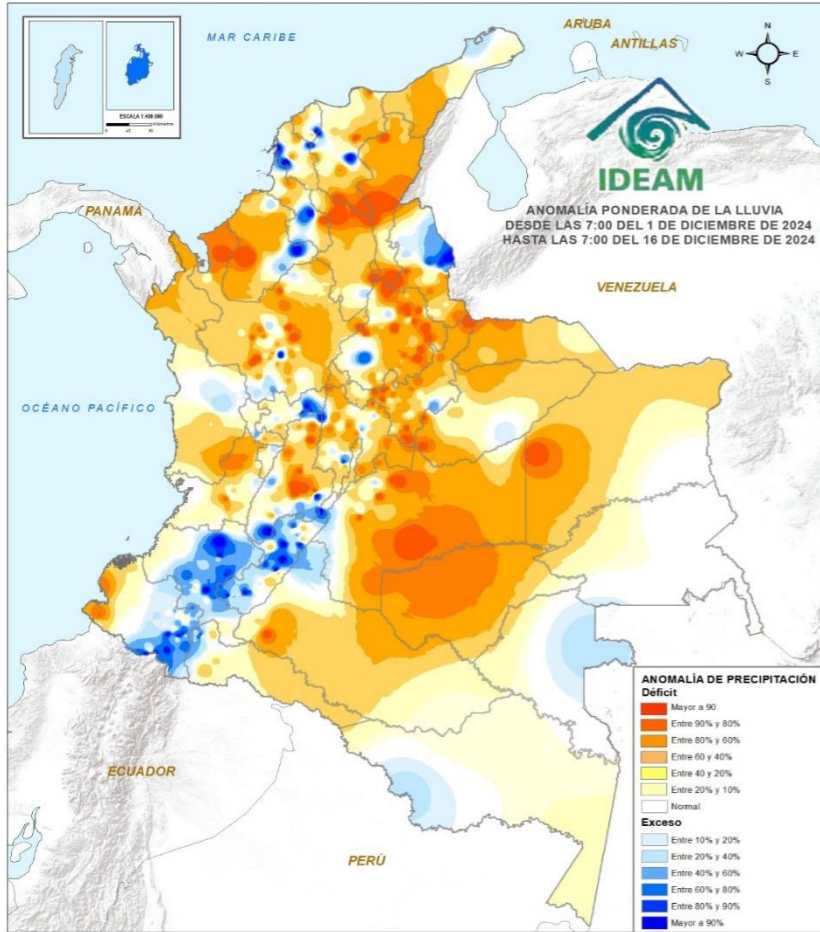 MAR CARIBE
ARUBA
ANTILLAS
N
W
E
S
ESCALA 1:400.000
Kilómetros
IDEAM
ANOMALÍA PONDERADA DE LA LLUVIA
DESDE LAS 7:00 DEL 1 DE DICIEMBRE DE 2024
HASTA LAS 7:00 DEL 16 DE DICIEMBRE DE 2024
PANAMÁ
VENEZUELA
OCÉANO PACÍFICO
ECUADOR
PERÚ
ANOMALÍA DE PRECIPITACIÓN
Déficit
Mayor a 90
Entre 90% y 80%
Entre 80% y 60%
Entre 60 y 40%
Entre 40 y 20%
Entre 20% y 10%
Normal
Exceso
Entre 10% y 20%
Entre 20% y 40%
Entre 40% y 60%
Entre 60% y 80%
Entre 80% y 90%
Mayor a 90%